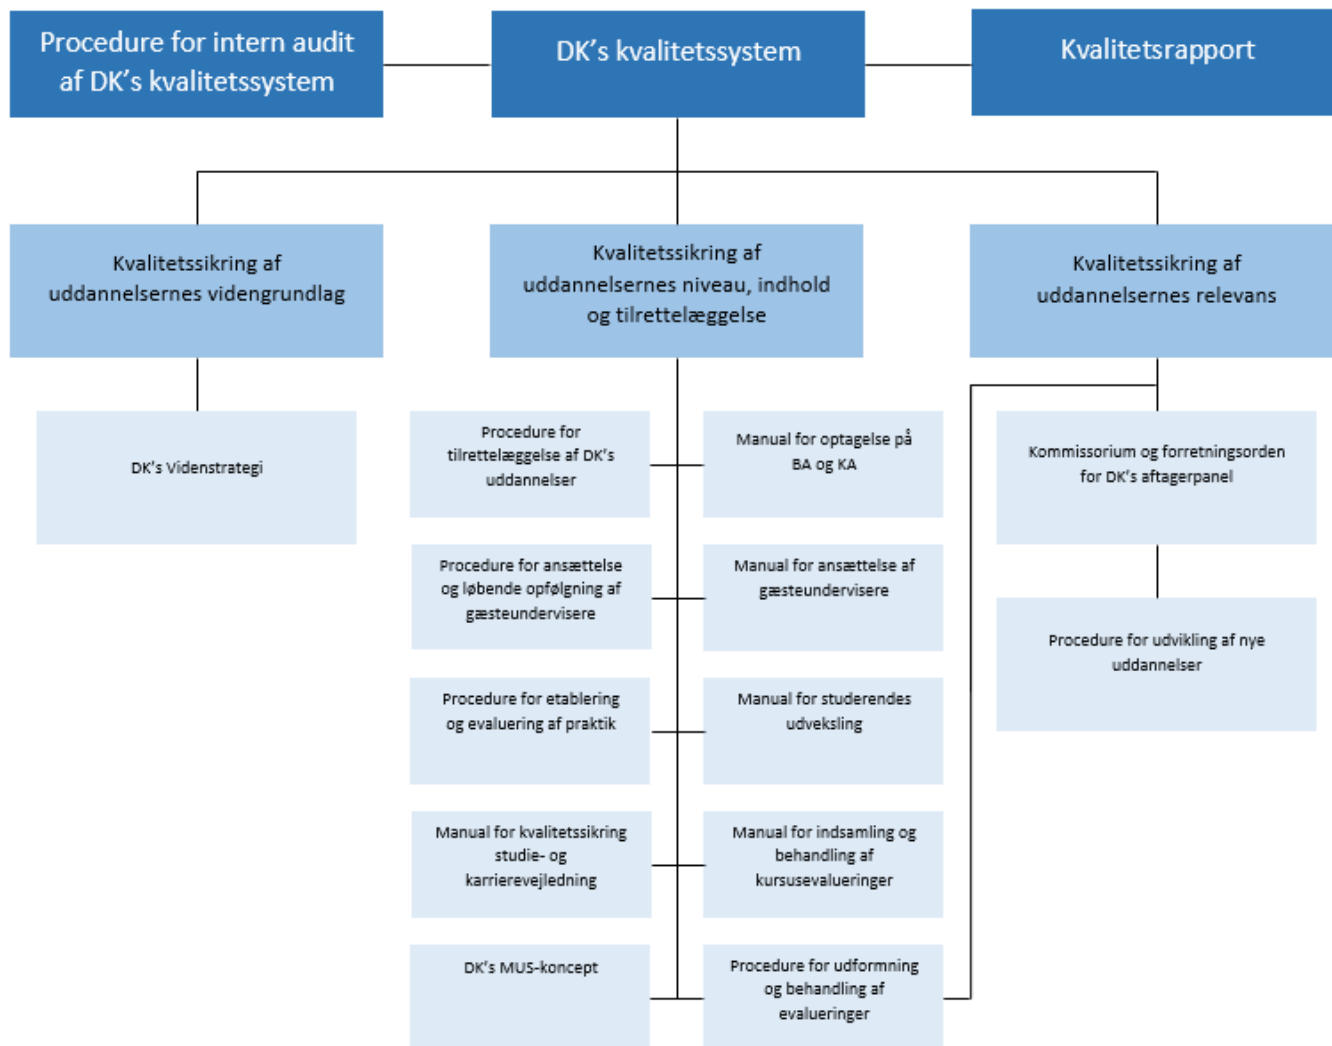 Procedure for intern audit
af DK's kvalitetssystem
DK's kvalitetssystem
Kvalitetsrapport
Kvalitetssikring af
uddannelsernes videngrundlag
Kvalitetssikring af
uddannelsernes niveau, indhold
og tilrettelæggelse
Kvalitetssikring af
uddannelsernes relevans
DK's Videnstrategi
Procedure for
tilrettelæggelse af DK's
uddannelser
Manual for optagelse på
BA og KA
Kommissorium og forretningsorden
for DK's aftagerpanel
Procedure for ansættelse
og løbende opfølgning af
gæsteundervisere
Manual for ansættelse af
gæsteundervisere
Procedure for udvikling af nye
uddannelser
Procedure for etablering
og evaluering af praktik
Manual for studerendes
udveksling
Manual for kvalitetssikring
studie- og
karrierevejledning
Manual for indsamling og
behandling af
kursusevalueringer
DK's MUS-koncept
Procedure for udformning
og behandling af
evalueringer